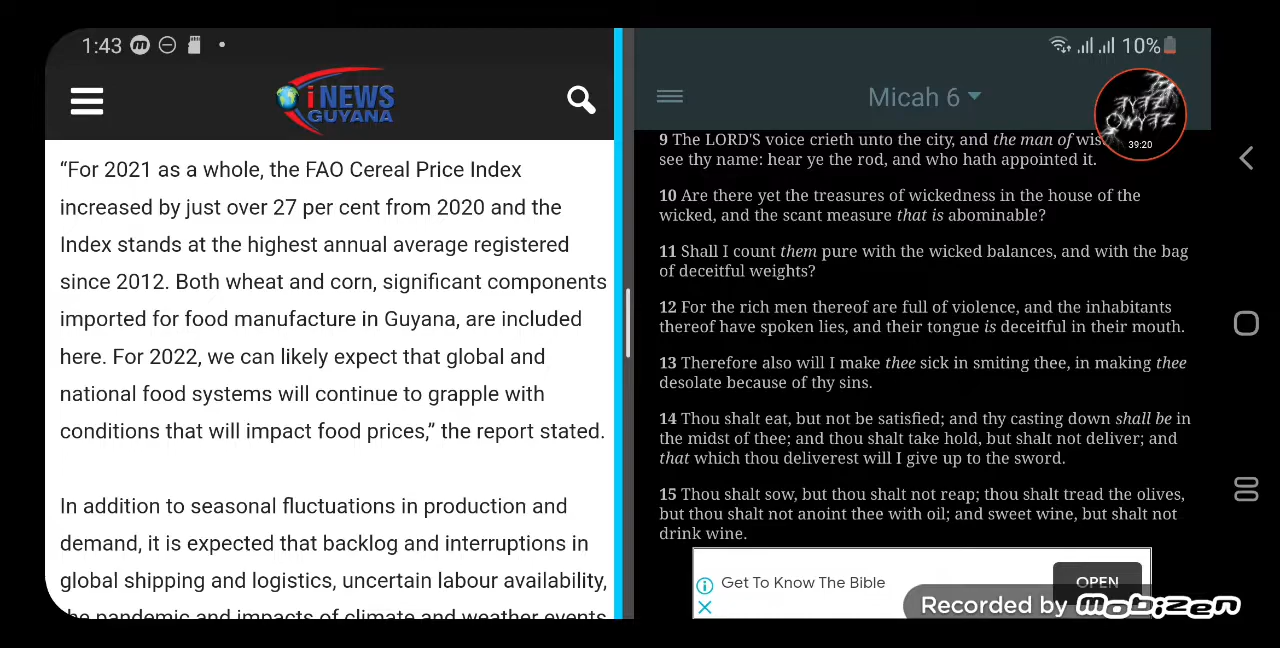 1:43
10%
i NEWS
GUYANA
“For 2021 as a whole, the FAO Cereal Price Index
increased by just over 27 per cent from 2020 and the
Index stands at the highest annual average registered
since 2012. Both wheat and corn, significant components
imported for food manufacture in Guyana, are included
here. For 2022, we can likely expect that global and
national food systems will continue to grapple with
conditions that will impact food prices,” the report stated.
In addition to seasonal fluctuations in production and
demand, it is expected that backlog and interruptions in
global shipping and logistics, uncertain labour availability,
the pandemic and impacts of climate and weather events
Micah 6
39:20
9 The LORD'S voice crieth unto the city, and the man of
see thy name: hear ye the rod, and who hath appointed it.
10 Are there yet the treasures of wickedness in the house of the
wicked, and the scant measure that is abominable?
11 Shall I count them pure with the wicked balances, and with the bag
of deceitful weights?
12 For the rich men thereof are full of violence, and the inhabitants
thereof have spoken lies, and their tongue is deceitful in their mouth.
13 Therefore also will I make thee sick in smiting thee, in making thee
desolate because of thy sins.
14 Thou shalt eat, but not be satisfied; and thy casting down shall be in
the midst of thee; and thou shalt take hold, but shalt not deliver; and
that which thou deliverest will I give up to the sword.
15 Thou shalt sow, but thou shalt not reap; thou shalt tread the olives,
but thou shalt not anoint thee with oil; and sweet wine, but shalt not
drink wine.
Get To Know The Bible
OPEN
Recorded by mobizen